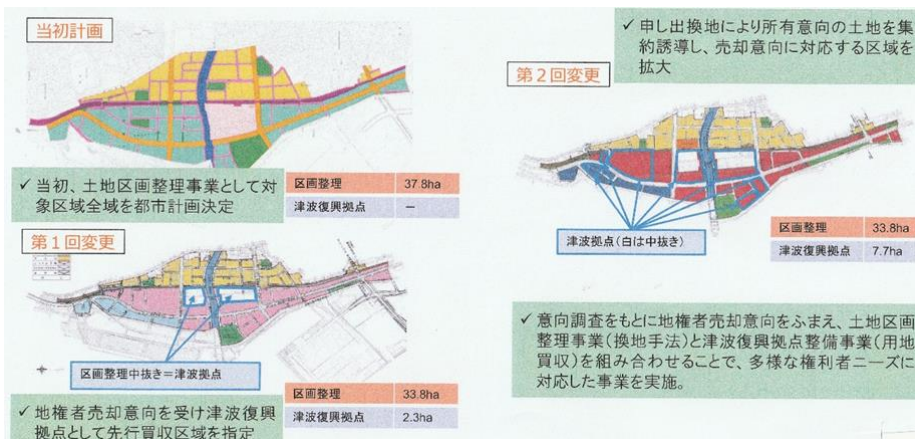 当初計画
✓ 当初、土地区画整理事業として対
象区域全域を都市計画決定
区画整理 37.8ha
津波復興拠点 －
第1回変更
区画整理中抜き＝津波拠点
✓ 地権者売却意向を受け津波復興
拠点として先行買収区域を指定
区画整理 33.8ha
津波復興拠点 2.3ha
✓ 申し出換地により所有意向の土地を集
約誘導し、売却意向に対応する区域を
拡大
第2回変更
津波拠点(白は中抜き)
区画整理 33.8ha
津波復興拠点 7.7ha
✓ 意向調査をもとに地権者売却意向をふまえ、土地区画
整理事業(換地手法)と津波復興拠点整備事業(用地
買収)を組み合わせることで、多様な権利者ニーズに
対応した事業を実施。